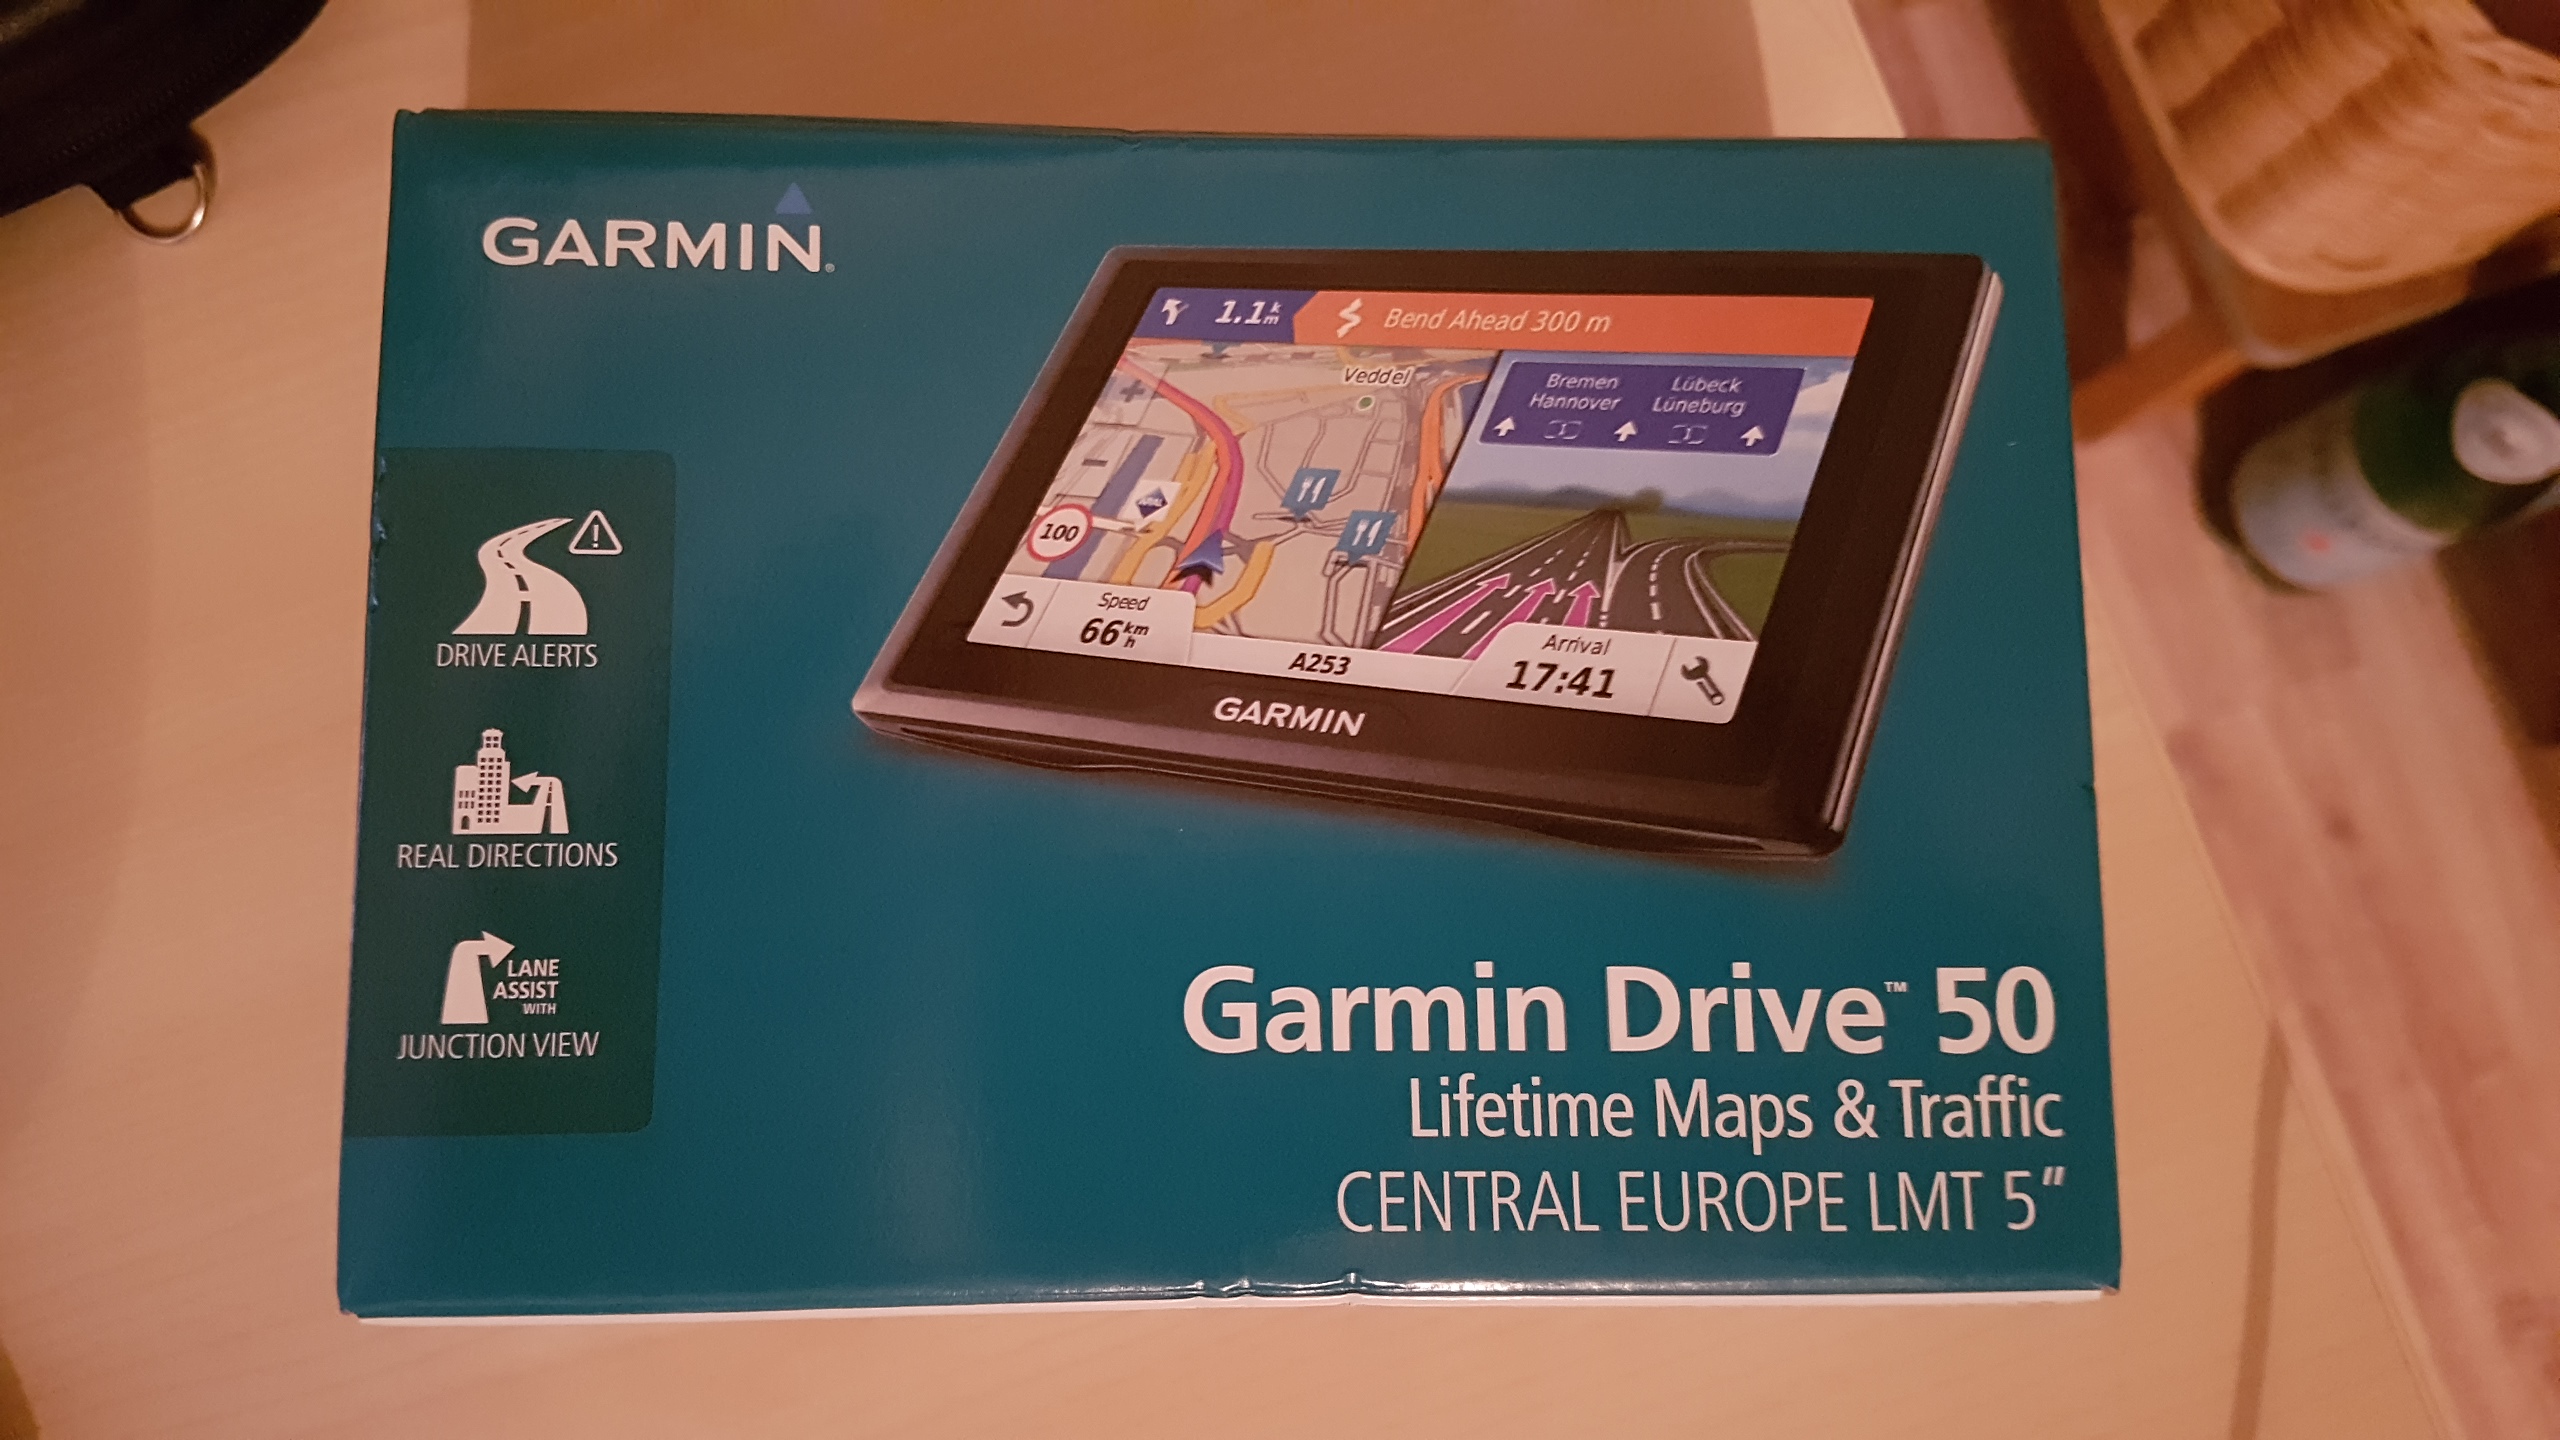 GARMIN®
DRIVE ALERTS
REAL DIRECTIONS
LANE
ASSIST
WITH
JUNCTION VIEW
1.1 km
Bend Ahead 300 m
Veddel
Bremen Lübeck
Hannover Lüneburg
ARAL
100
Speed
66 km/h
A253
Arrival
17:41
GARMIN
Garmin Drive™ 50
Lifetime Maps & Traffic
CENTRAL EUROPE LMT 5"